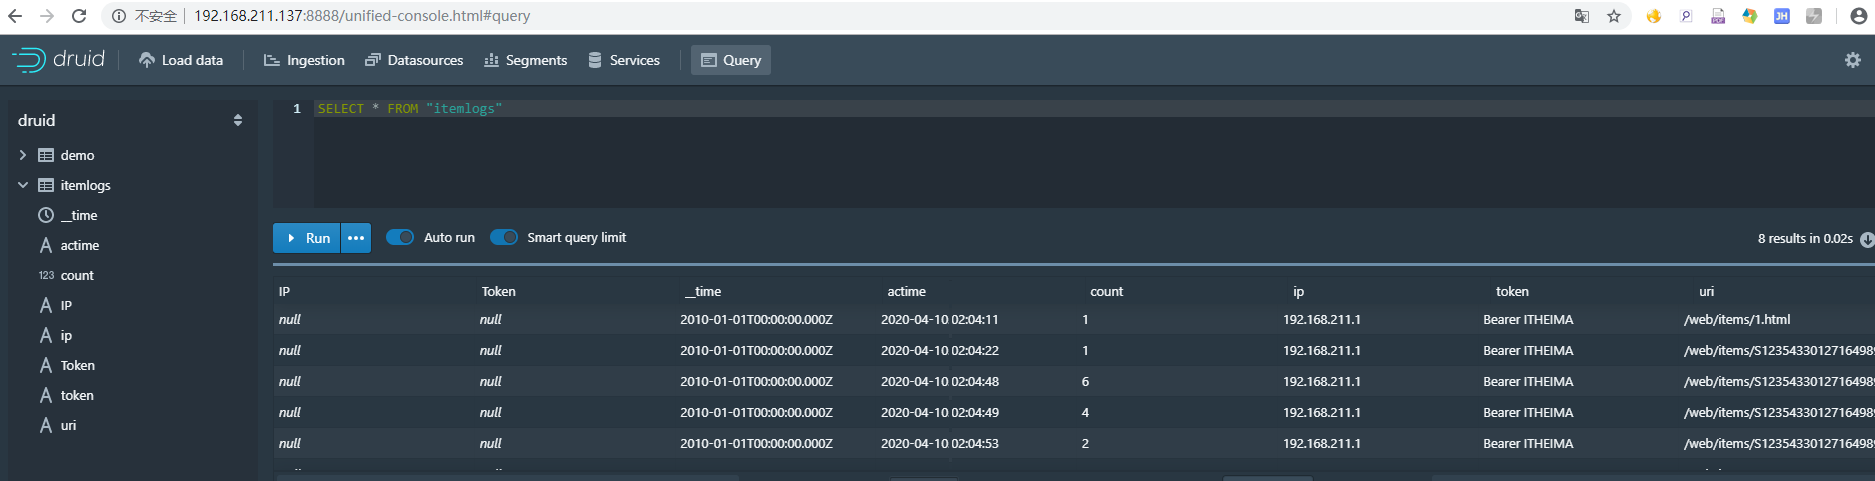 不安全 192.168.211.137:8888/unified-console.html#query
druid Load data Ingestion Datasources Segments Services Query
druid
demo
itemlogs
__time
actime
123 count
IP
ip
Token
token
uri
1 SELECT * FROM "itemlogs"
Run Auto run Smart query limit 8 results in 0.02s
IP Token __time actime count ip token uri
null null 2010-01-01T00:00:00.000Z 2020-04-10 02:04:11 1 192.168.211.1 Bearer ITHEIMA /web/items/1.html
null null 2010-01-01T00:00:00.000Z 2020-04-10 02:04:22 1 192.168.211.1 Bearer ITHEIMA /web/items/S1235433012716498
null null 2010-01-01T00:00:00.000Z 2020-04-10 02:04:48 6 192.168.211.1 Bearer ITHEIMA /web/items/S1235433012716498
null null 2010-01-01T00:00:00.000Z 2020-04-10 02:04:49 4 192.168.211.1 Bearer ITHEIMA /web/items/S1235433012716498
null null 2010-01-01T00:00:00.000Z 2020-04-10 02:04:53 2 192.168.211.1 Bearer ITHEIMA /web/items/S1235433012716498